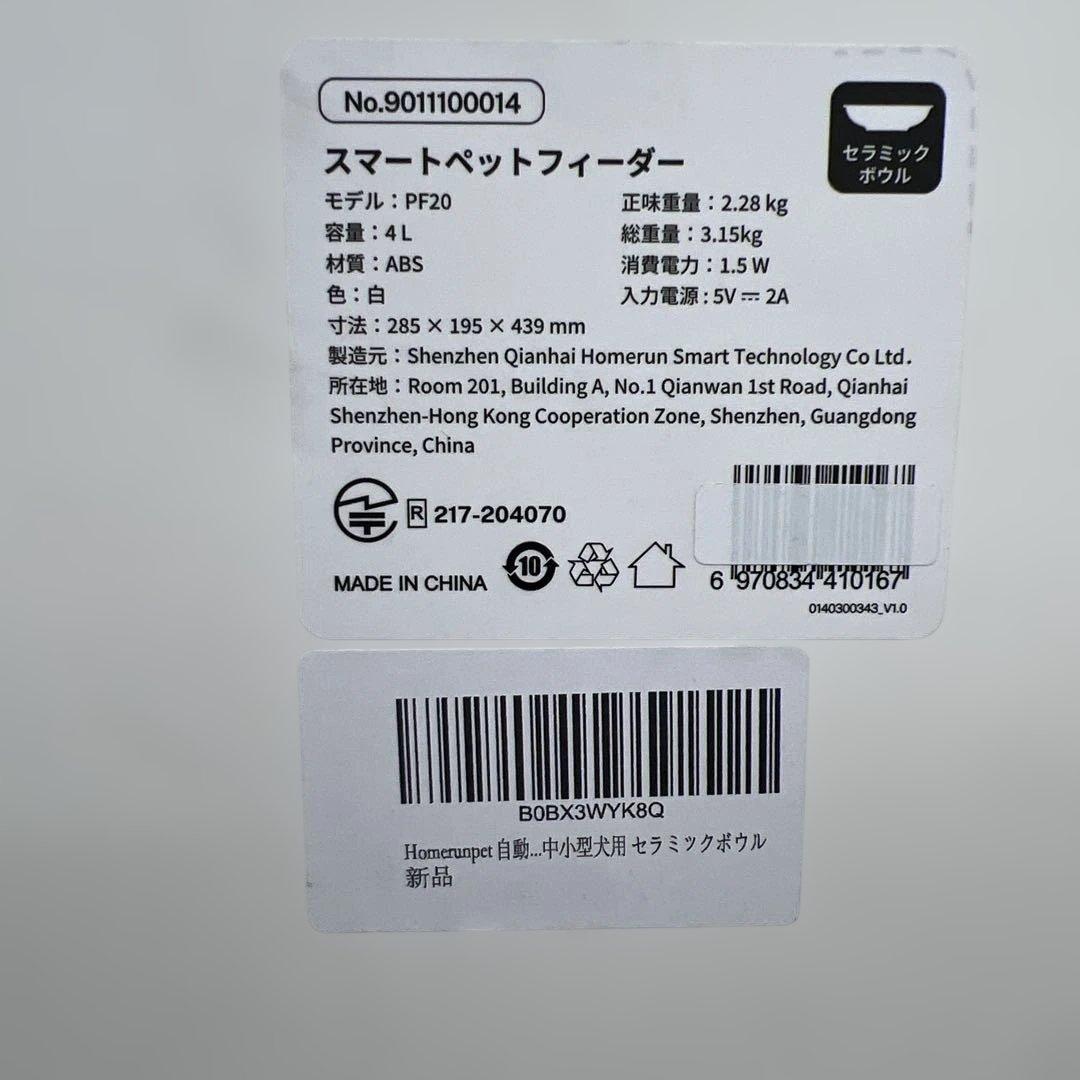 No.9011100014
セラミック
ボウル
スマートペットフィーダー
モデル：PF20
正味重量：2.28 kg
容量：4 L
総重量：3.15kg
材質：ABS
消費電力：1.5 W
色：白
入力電源：5V ⎓ 2A
寸法：285 × 195 × 439 mm
製造元：Shenzhen Qianhai Homerun Smart Technology Co Ltd.
所在地：Room 201, Building A, No.1 Qianwan 1st Road, Qianhai
Shenzhen-Hong Kong Cooperation Zone, Shenzhen, Guangdong
Province, China
R 217-204070
MADE IN CHINA
10
6 970834 410167
0140300343_V1.0
B0BX3WYK8Q
Homerunpet 自動...中小型犬用 セラミックボウル
新品